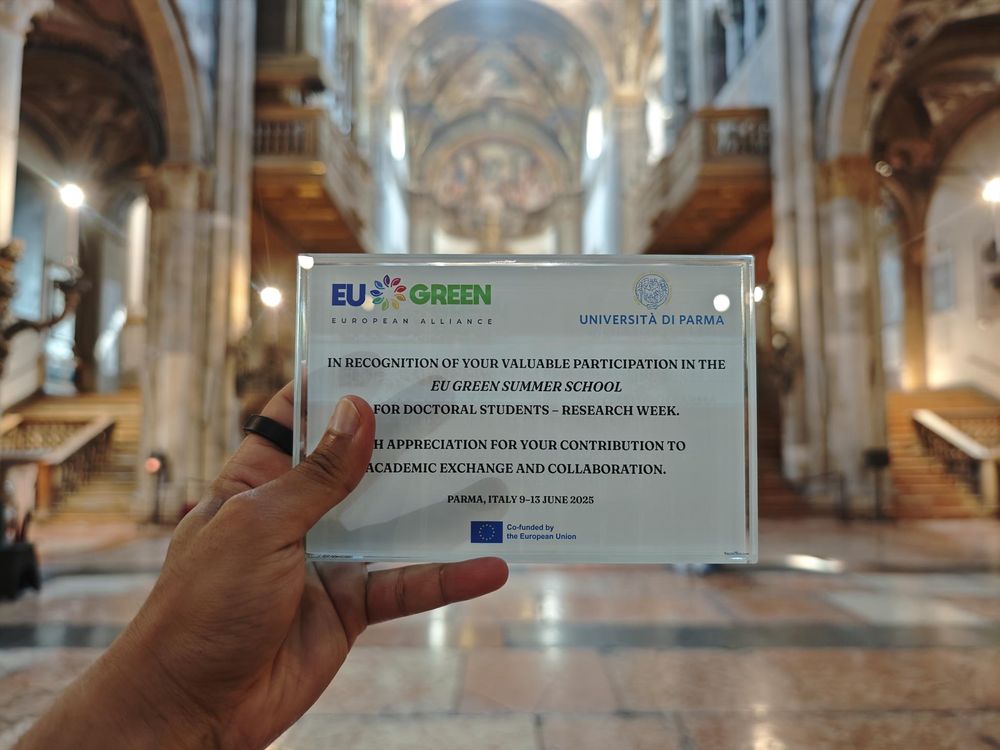 EU GREEN
EUROPEAN ALLIANCE
UNIVERSITÀ DI PARMA
IN RECOGNITION OF YOUR VALUABLE PARTICIPATION IN THE
EU GREEN SUMMER SCHOOL
FOR DOCTORAL STUDENTS – RESEARCH WEEK.
H APPRECIATION FOR YOUR CONTRIBUTION TO
ACADEMIC EXCHANGE AND COLLABORATION.
PARMA, ITALY 9–13 JUNE 2025
Co-funded by
the European Union